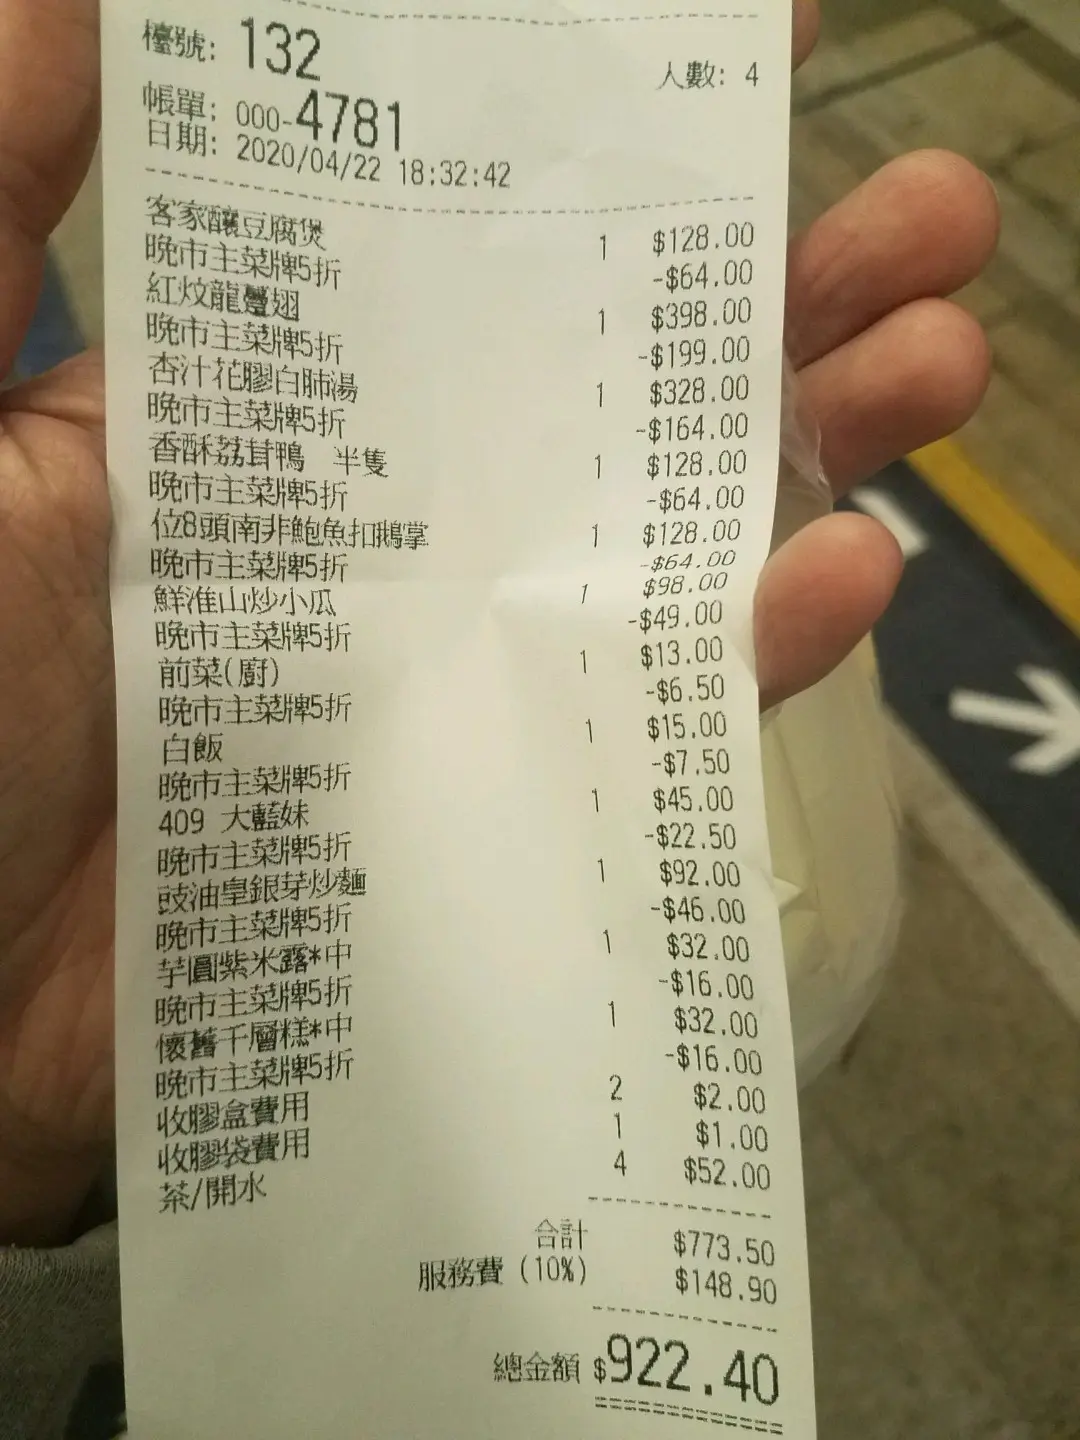 檯號: 132 人數: 4
帳單: 000-4781
日期: 2020/04/22 18:32:42
客家釀豆腐煲 1 $128.00
晚市主菜牌5折 -$64.00
紅炆龍躉翅 1 $398.00
晚市主菜牌5折 -$199.00
杏汁花膠白肺湯 1 $328.00
晚市主菜牌5折 -$164.00
香酥荔茸鴨 半隻 1 $128.00
晚市主菜牌5折 -$64.00
位8頭南非鮑魚扣鵝掌 1 $128.00
晚市主菜牌5折 -$64.00
鮮淮山炒小瓜 1 $98.00
晚市主菜牌5折 -$49.00
前菜(廚) 1 $13.00
晚市主菜牌5折 -$6.50
白飯 1 $15.00
晚市主菜牌5折 -$7.50
409 大藍妹 1 $45.00
晚市主菜牌5折 -$22.50
豉油皇銀芽炒麵 1 $92.00
晚市主菜牌5折 -$46.00
芋圓紫米露*中 1 $32.00
晚市主菜牌5折 -$16.00
懷舊千層糕*中 1 $32.00
晚市主菜牌5折 -$16.00
收膠盒費用 2 $2.00
收膠袋費用 1 $1.00
茶/開水 4 $52.00
合計 $773.50
服務費 (10%) $148.90
總金額 $922.40